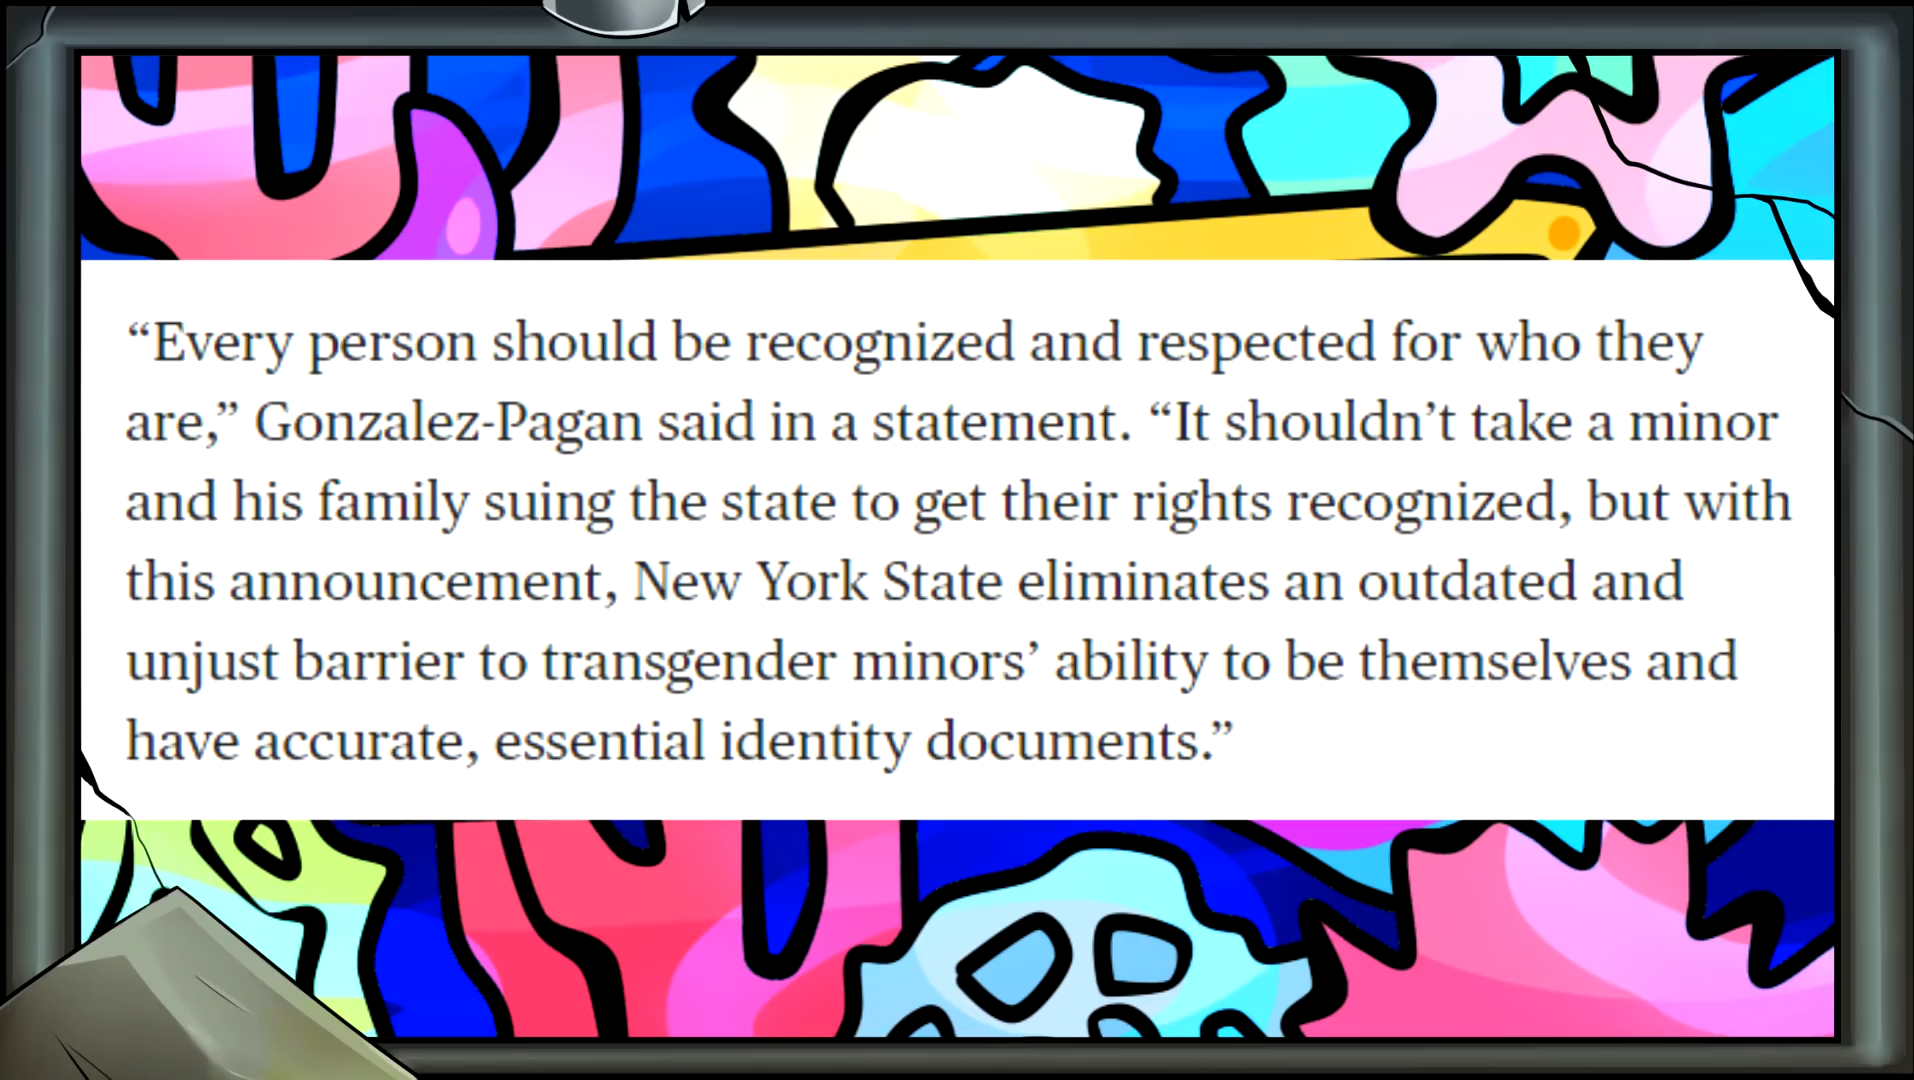 “Every person should be recognized and respected for who they
are,” Gonzalez-Pagan said in a statement. “It shouldn’t take a minor
and his family suing the state to get their rights recognized, but with
this announcement, New York State eliminates an outdated and
unjust barrier to transgender minors’ ability to be themselves and
have accurate, essential identity documents.”